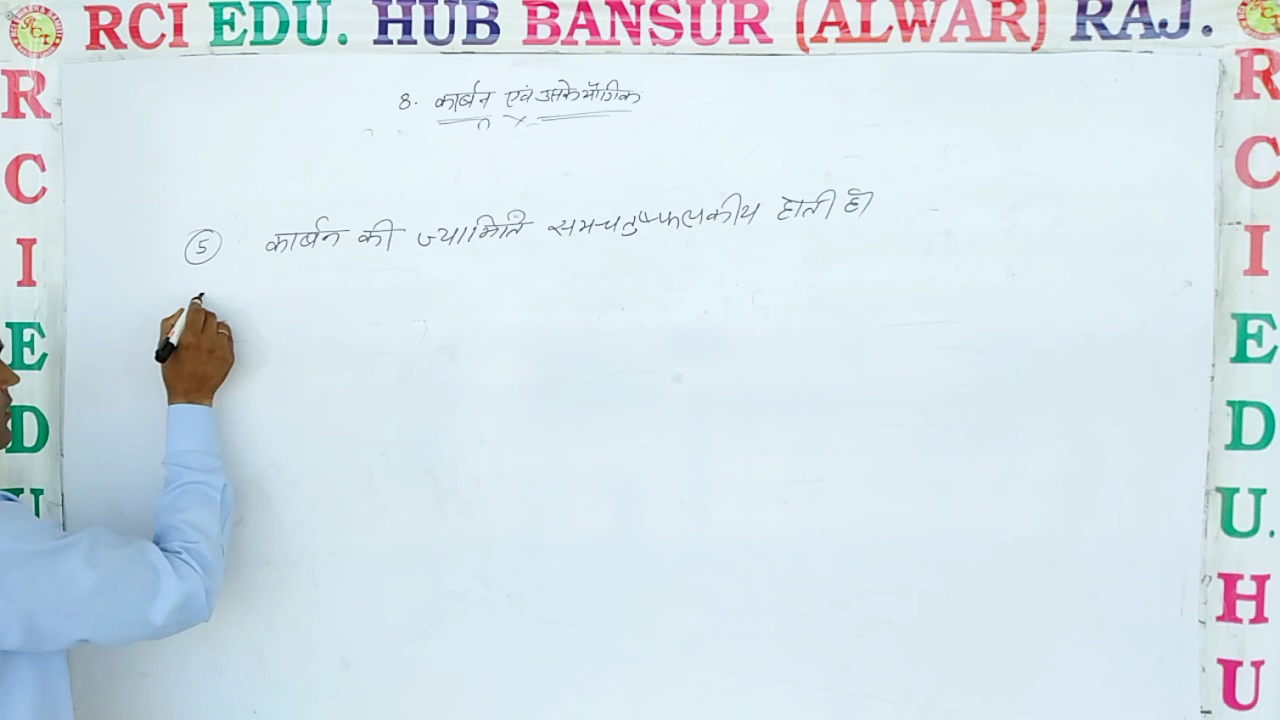 RCI EDU. HUB BANSUR (ALWAR) RAJ.
8. कार्बन एवं उसके यौगिक
5 कार्बन की ज्यामिति समचतुष्फलकीय होती है
R
C
I
E
D
U
R
C
I
E
D
U.
H
U